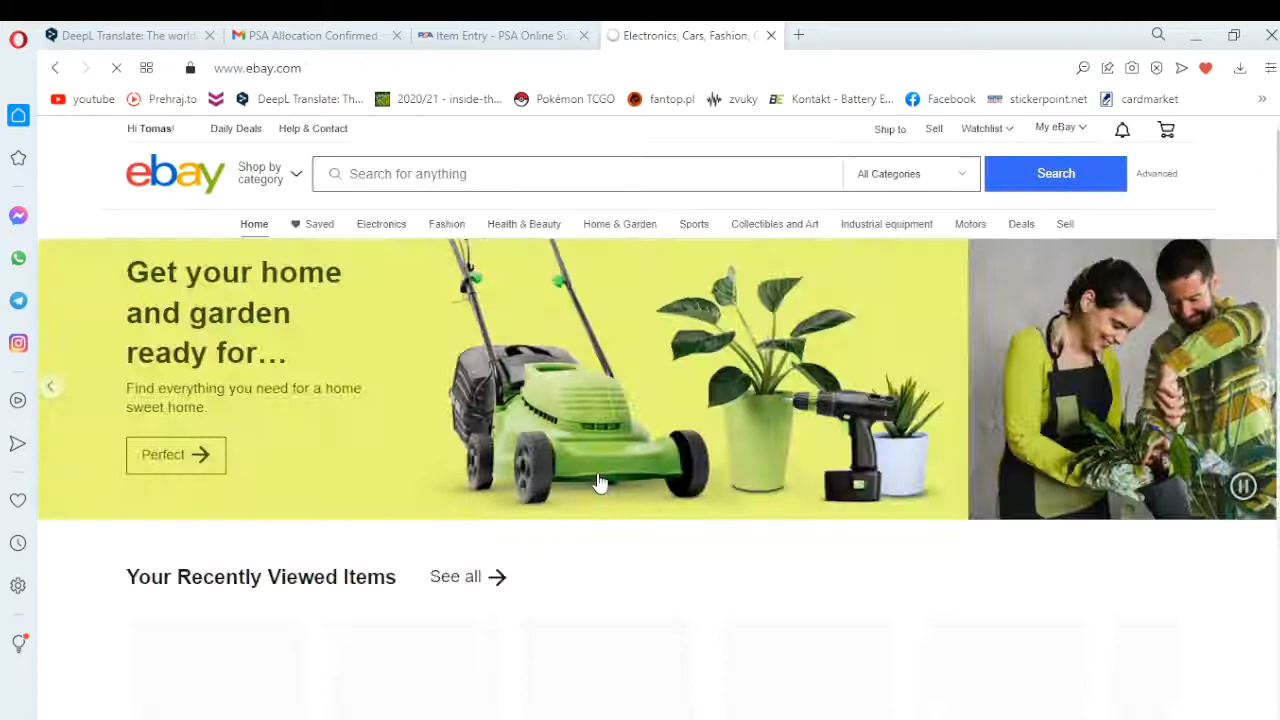 DeepL Translate: The world
PSA Allocation Confirmed
PSA Item Entry - PSA Online Su
Electronics, Cars, Fashion, C
www.ebay.com
youtube
Prehraj.to
DeepL Translate: Th...
2020/21 - inside-th...
Pokémon TCGO
fantop.pl
zvuky
BE Kontakt - Battery E...
Facebook
stickerpoint.net
cardmarket
Hi Tomas!
Daily Deals
Help & Contact
Ship to
Sell
Watchlist
My eBay
ebay
Shop by
category
Search for anything
All Categories
Search
Advanced
Home
Saved
Electronics
Fashion
Health & Beauty
Home & Garden
Sports
Collectibles and Art
Industrial equipment
Motors
Deals
Sell
Get your home
and garden
ready for...
Find everything you need for a home
sweet home.
Perfect
Your Recently Viewed Items
See all